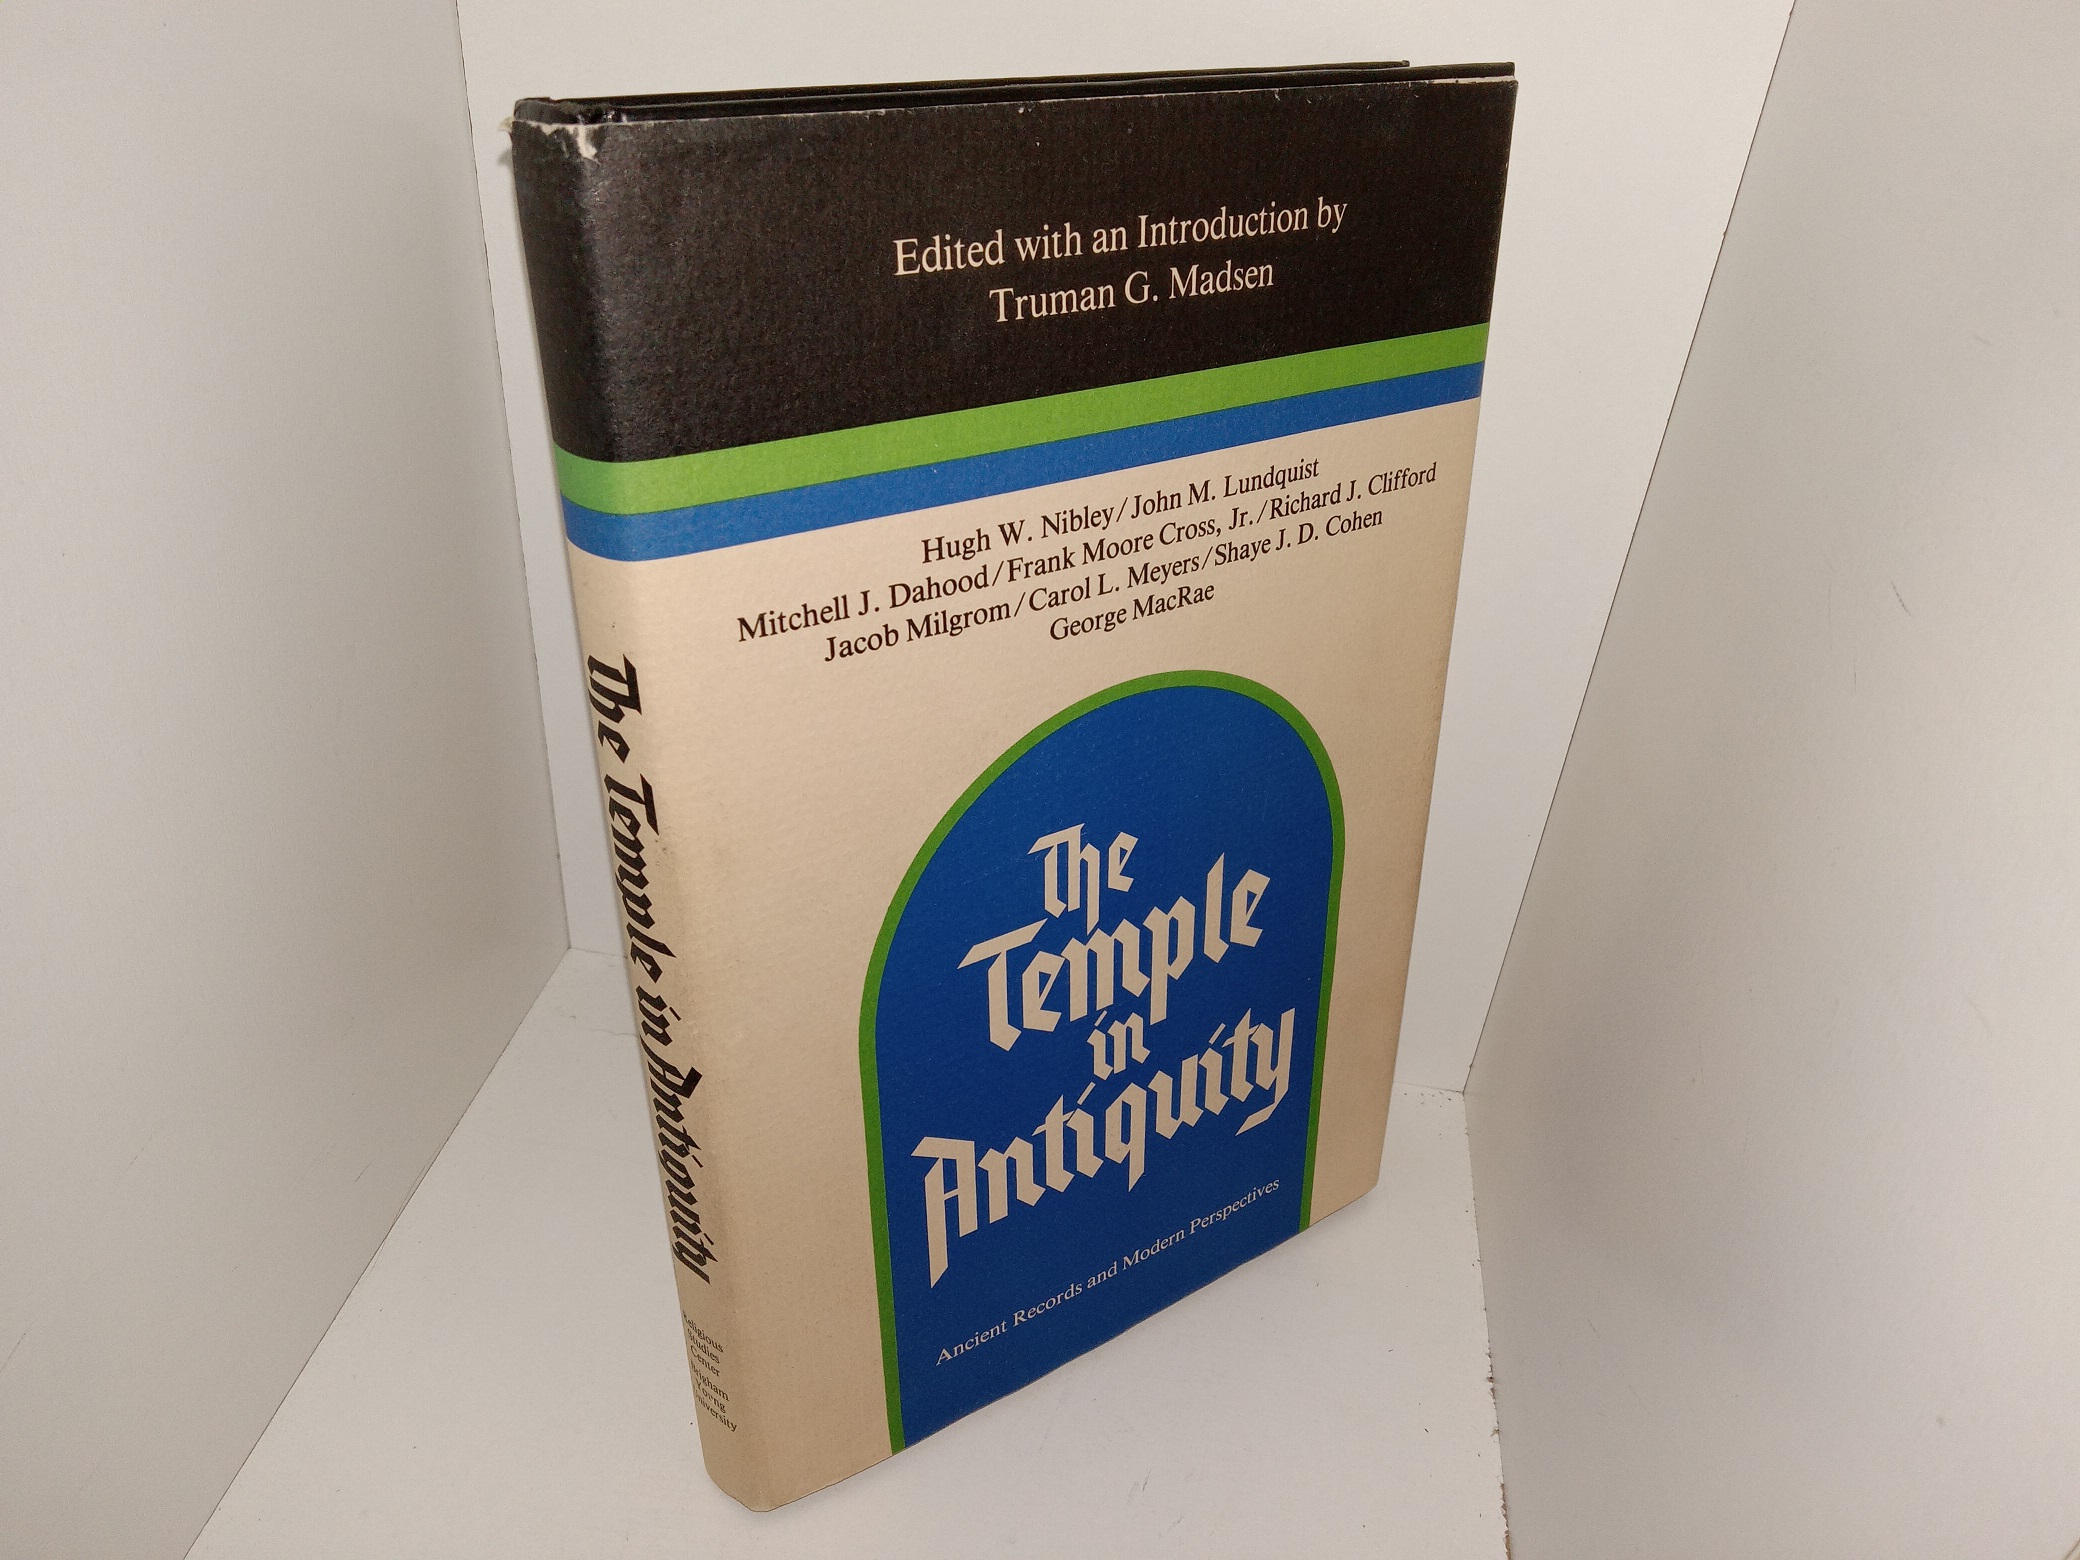 Edited with an Introduction by
Truman G. Madsen
Hugh W. Nibley/John M. Lundquist
Mitchell J. Dahood/Frank Moore Cross, Jr./Richard J. Clifford
Jacob Milgrom/Carol L. Meyers/Shaye J. D. Cohen
George MacRae
The
Temple
in
Antiquity
Ancient Records and Modern Perspectives
The Temple in Antiquity
Religious
Studies
Center
Brigham
Young
University